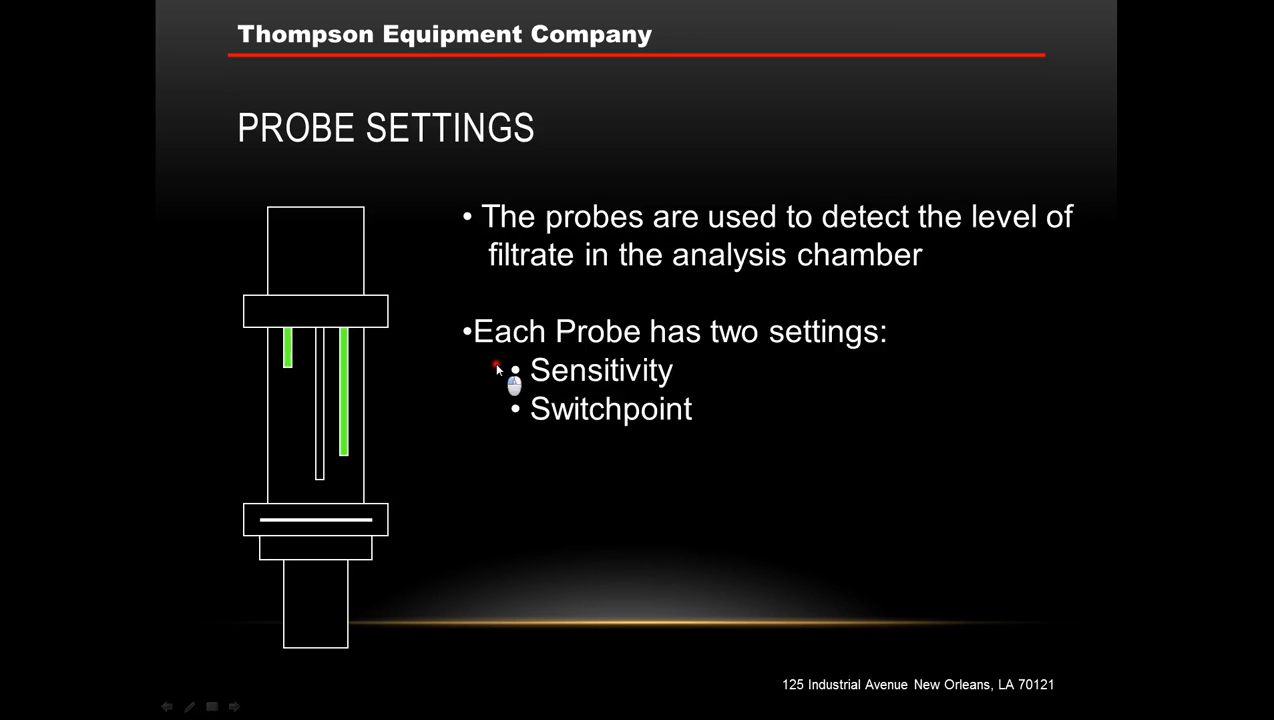 Thompson Equipment Company
PROBE SETTINGS
• The probes are used to detect the level of
filtrate in the analysis chamber
•Each Probe has two settings:
• Sensitivity
• Switchpoint
125 Industrial Avenue New Orleans, LA 70121